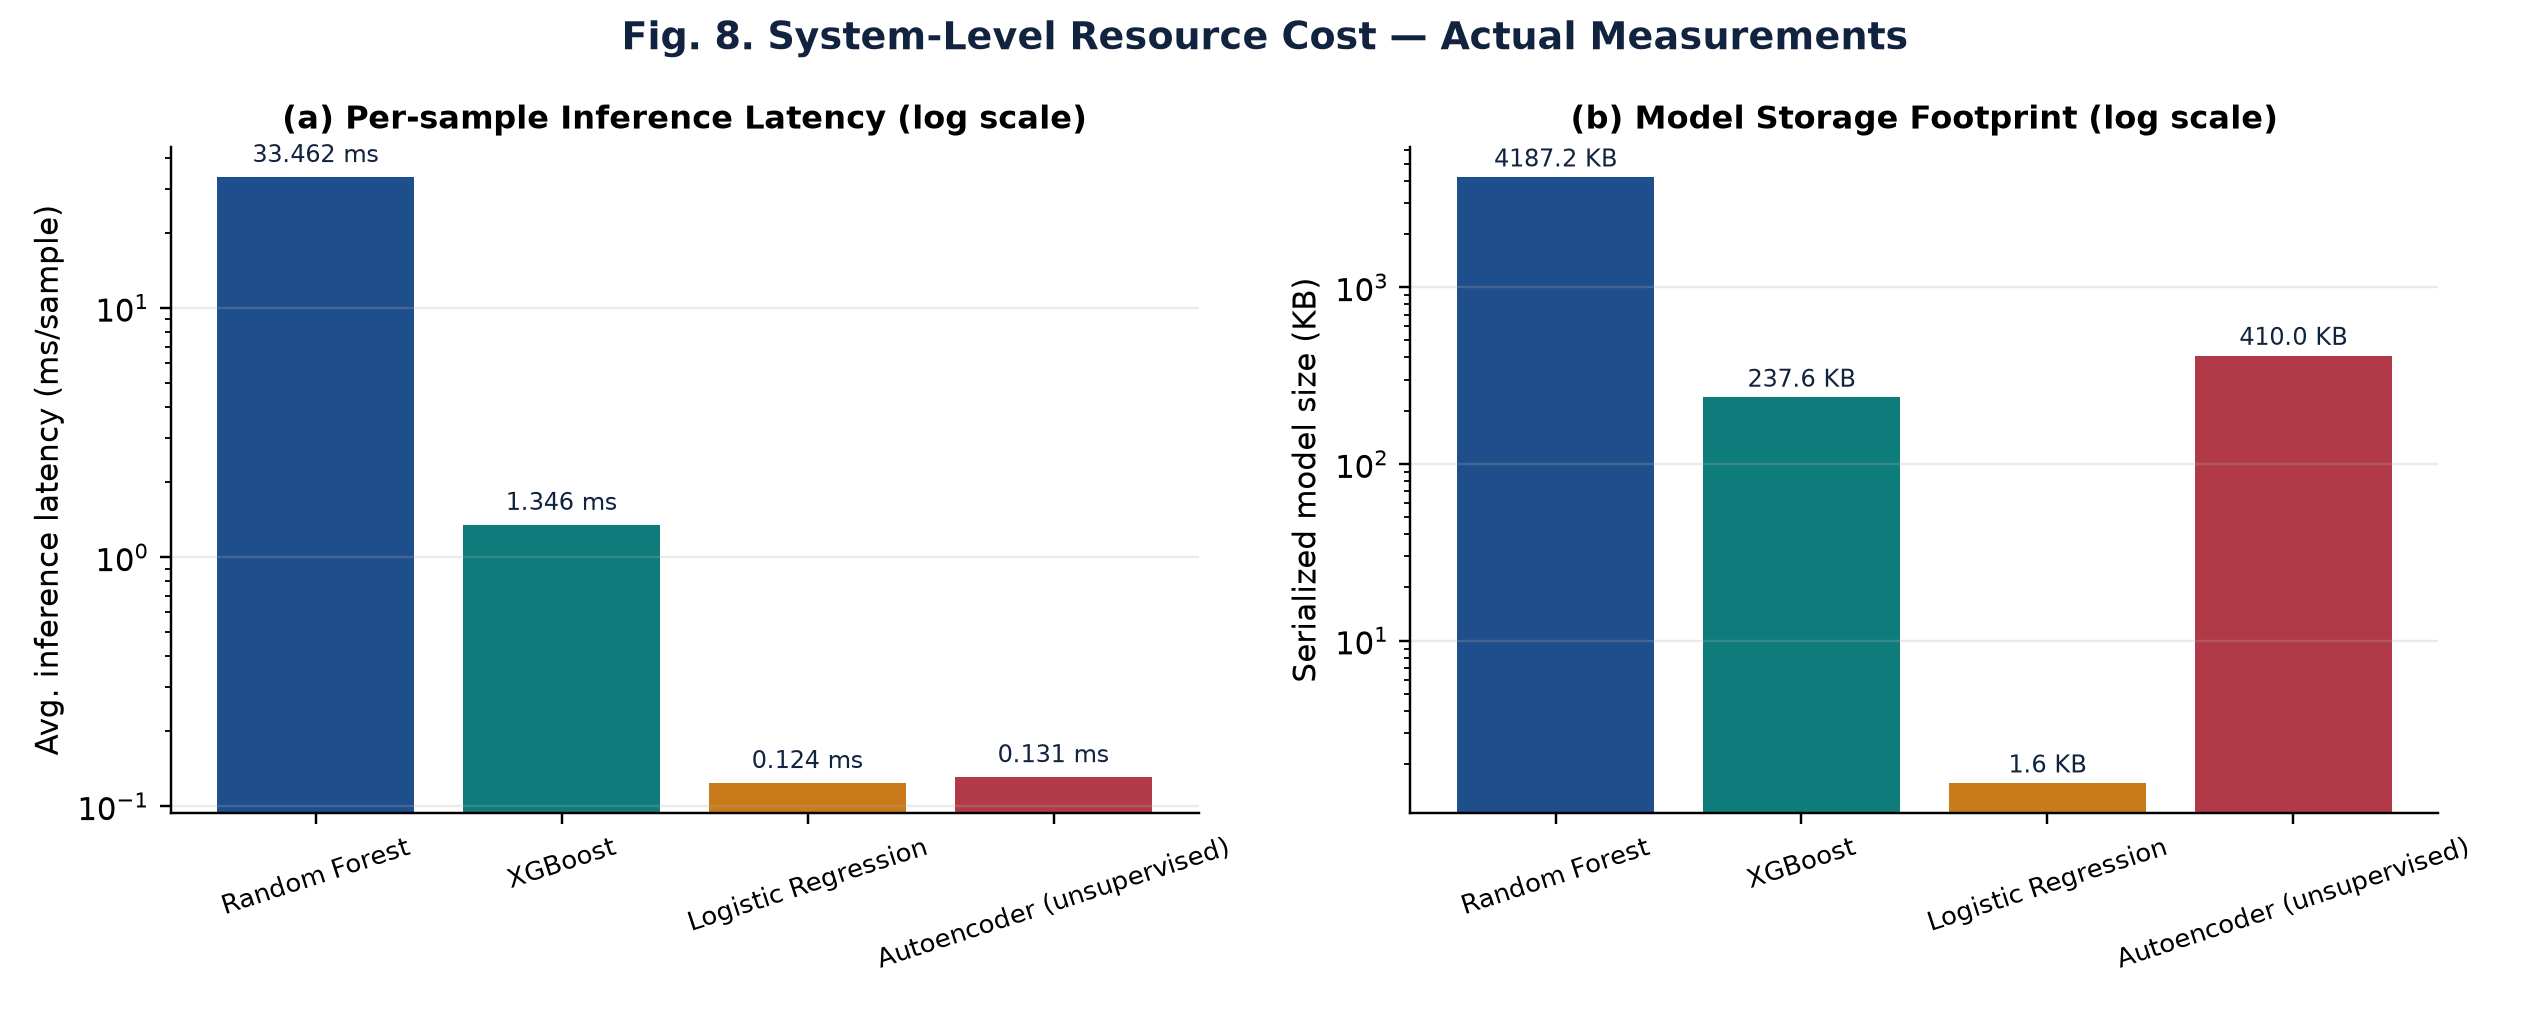 Fig. 8. System-Level Resource Cost — Actual Measurements
(a) Per-sample Inference Latency (log scale)
Avg. inference latency (ms/sample)
10¹
10⁰
10⁻¹
33.462 ms
1.346 ms
0.124 ms
0.131 ms
Random Forest
XGBoost
Logistic Regression
Autoencoder (unsupervised)
(b) Model Storage Footprint (log scale)
Serialized model size (KB)
10³
10²
10¹
4187.2 KB
237.6 KB
1.6 KB
410.0 KB
Random Forest
XGBoost
Logistic Regression
Autoencoder (unsupervised)